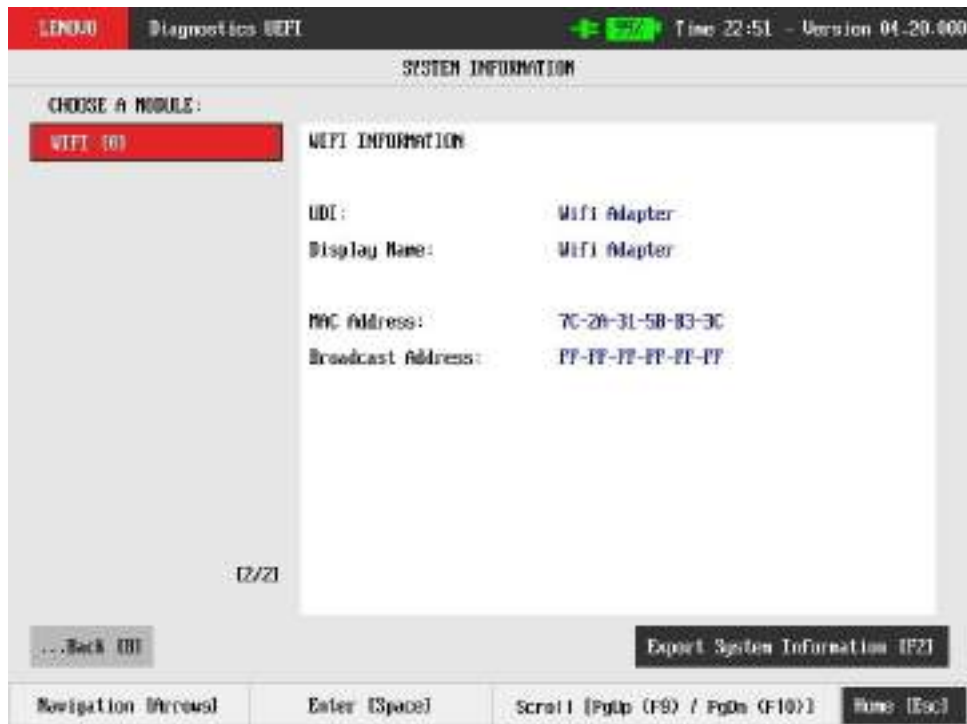 LENOVO Diagnostics UEFI Time 22:51 - Version 04.20.000
SYSTEM INFORMATION
CHOOSE A MODULE:
WIFI [0]
WIFI INFORMATION
UDI: Wifi Adapter
Display Name: Wifi Adapter
MAC Address: 7C-2A-31-5B-83-3C
Broadcast Address: FF-FF-FF-FF-FF-FF
[2/2]
...Back [B]
Export System Information [F2]
Navigation [Arrows] Enter [Space] Scroll [PgUp (F9) / PgDn (F10)] Home [Esc]